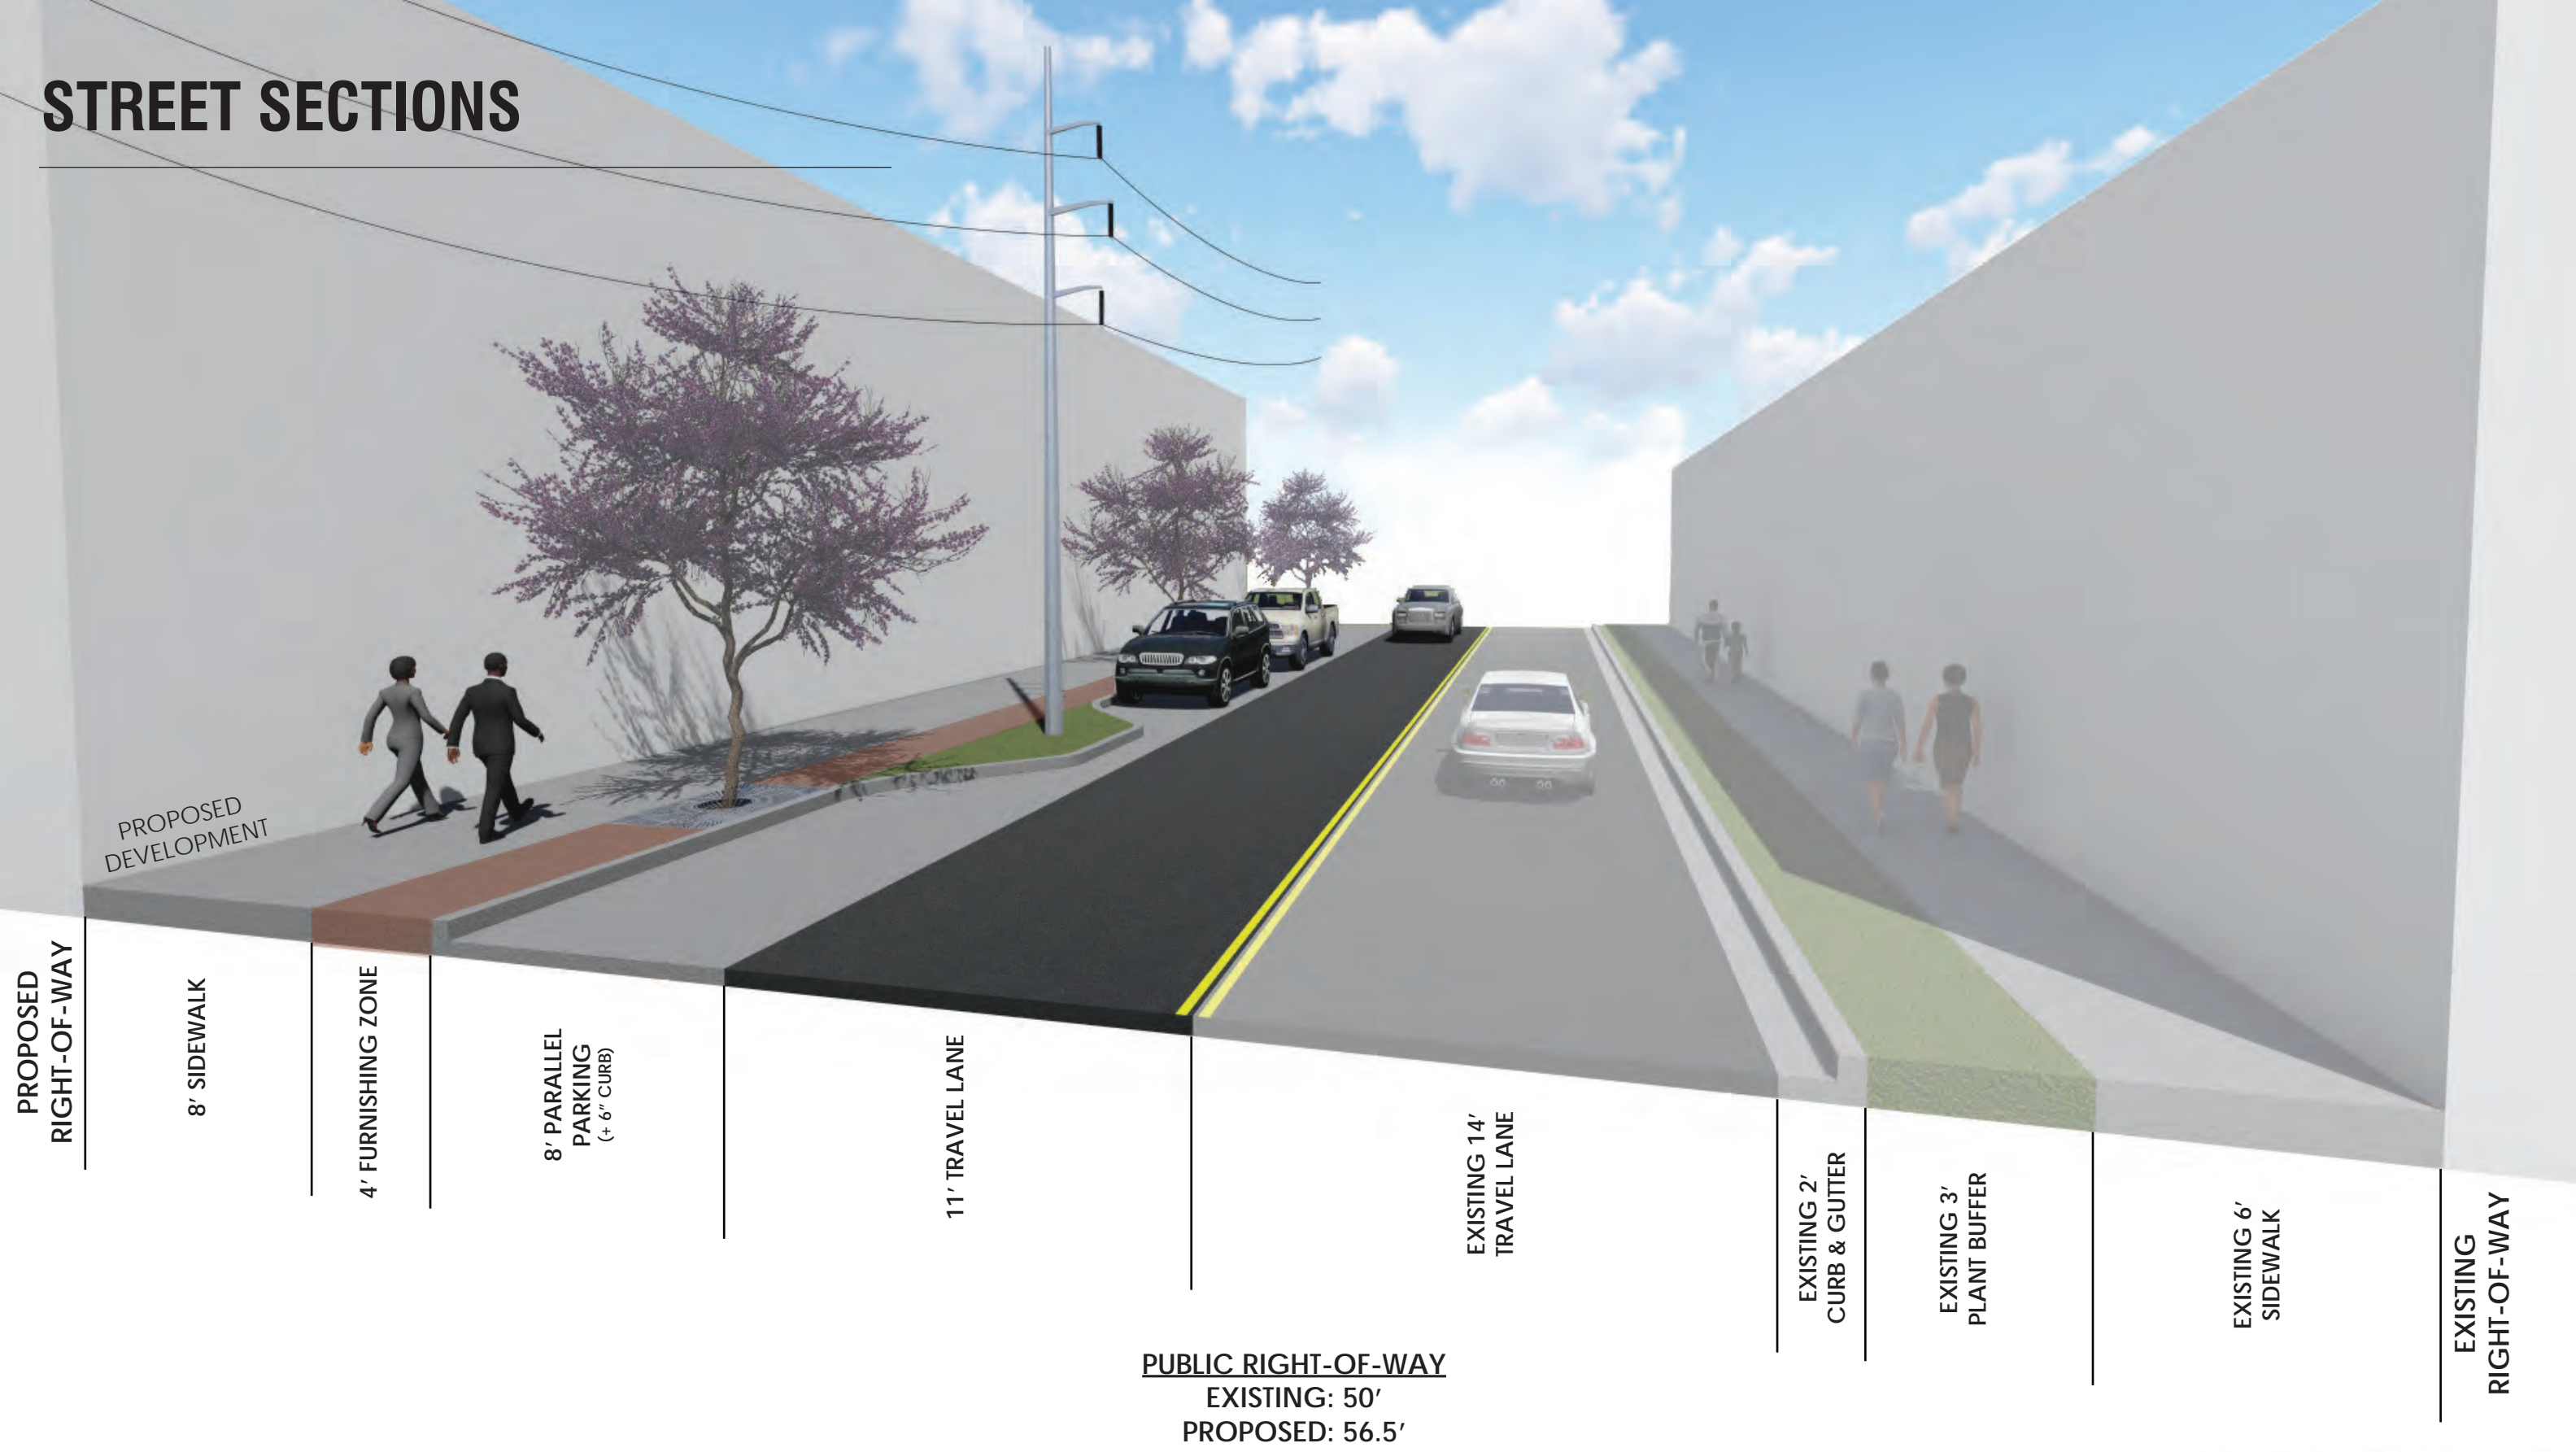 STREET SECTIONS
PROPOSED
DEVELOPMENT
PROPOSED
RIGHT-OF-WAY
8' SIDEWALK
4' FURNISHING ZONE
8' PARALLEL
PARKING
(+ 6" CURB)
11' TRAVEL LANE
EXISTING 14'
TRAVEL LANE
EXISTING 2'
CURB & GUTTER
EXISTING 3'
PLANT BUFFER
EXISTING 6'
SIDEWALK
EXISTING
RIGHT-OF-WAY
PUBLIC RIGHT-OF-WAY
EXISTING: 50'
PROPOSED: 56.5'